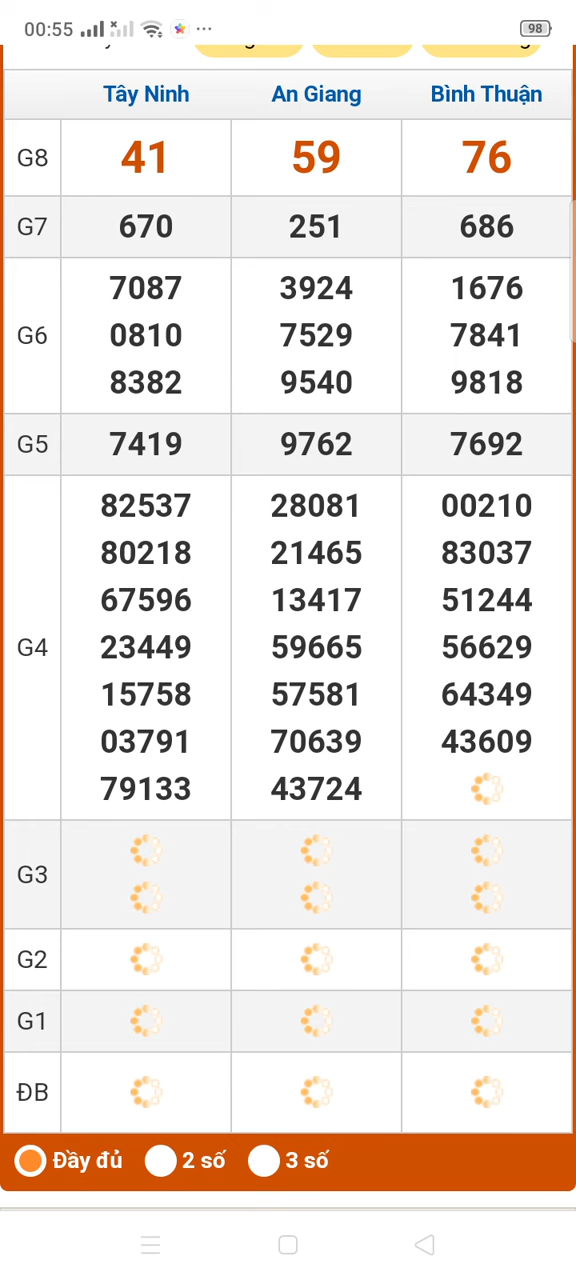 00:55 98
Tây Ninh An Giang Bình Thuận
G8 41 59 76
G7 670 251 686
G6
7087 3924 1676
0810 7529 7841
8382 9540 9818
G5 7419 9762 7692
G4
82537 28081 00210
80218 21465 83037
67596 13417 51244
23449 59665 56629
15758 57581 64349
03791 70639 43609
79133 43724
G3
G2
G1
ĐB
Đầy đủ 2 số 3 số